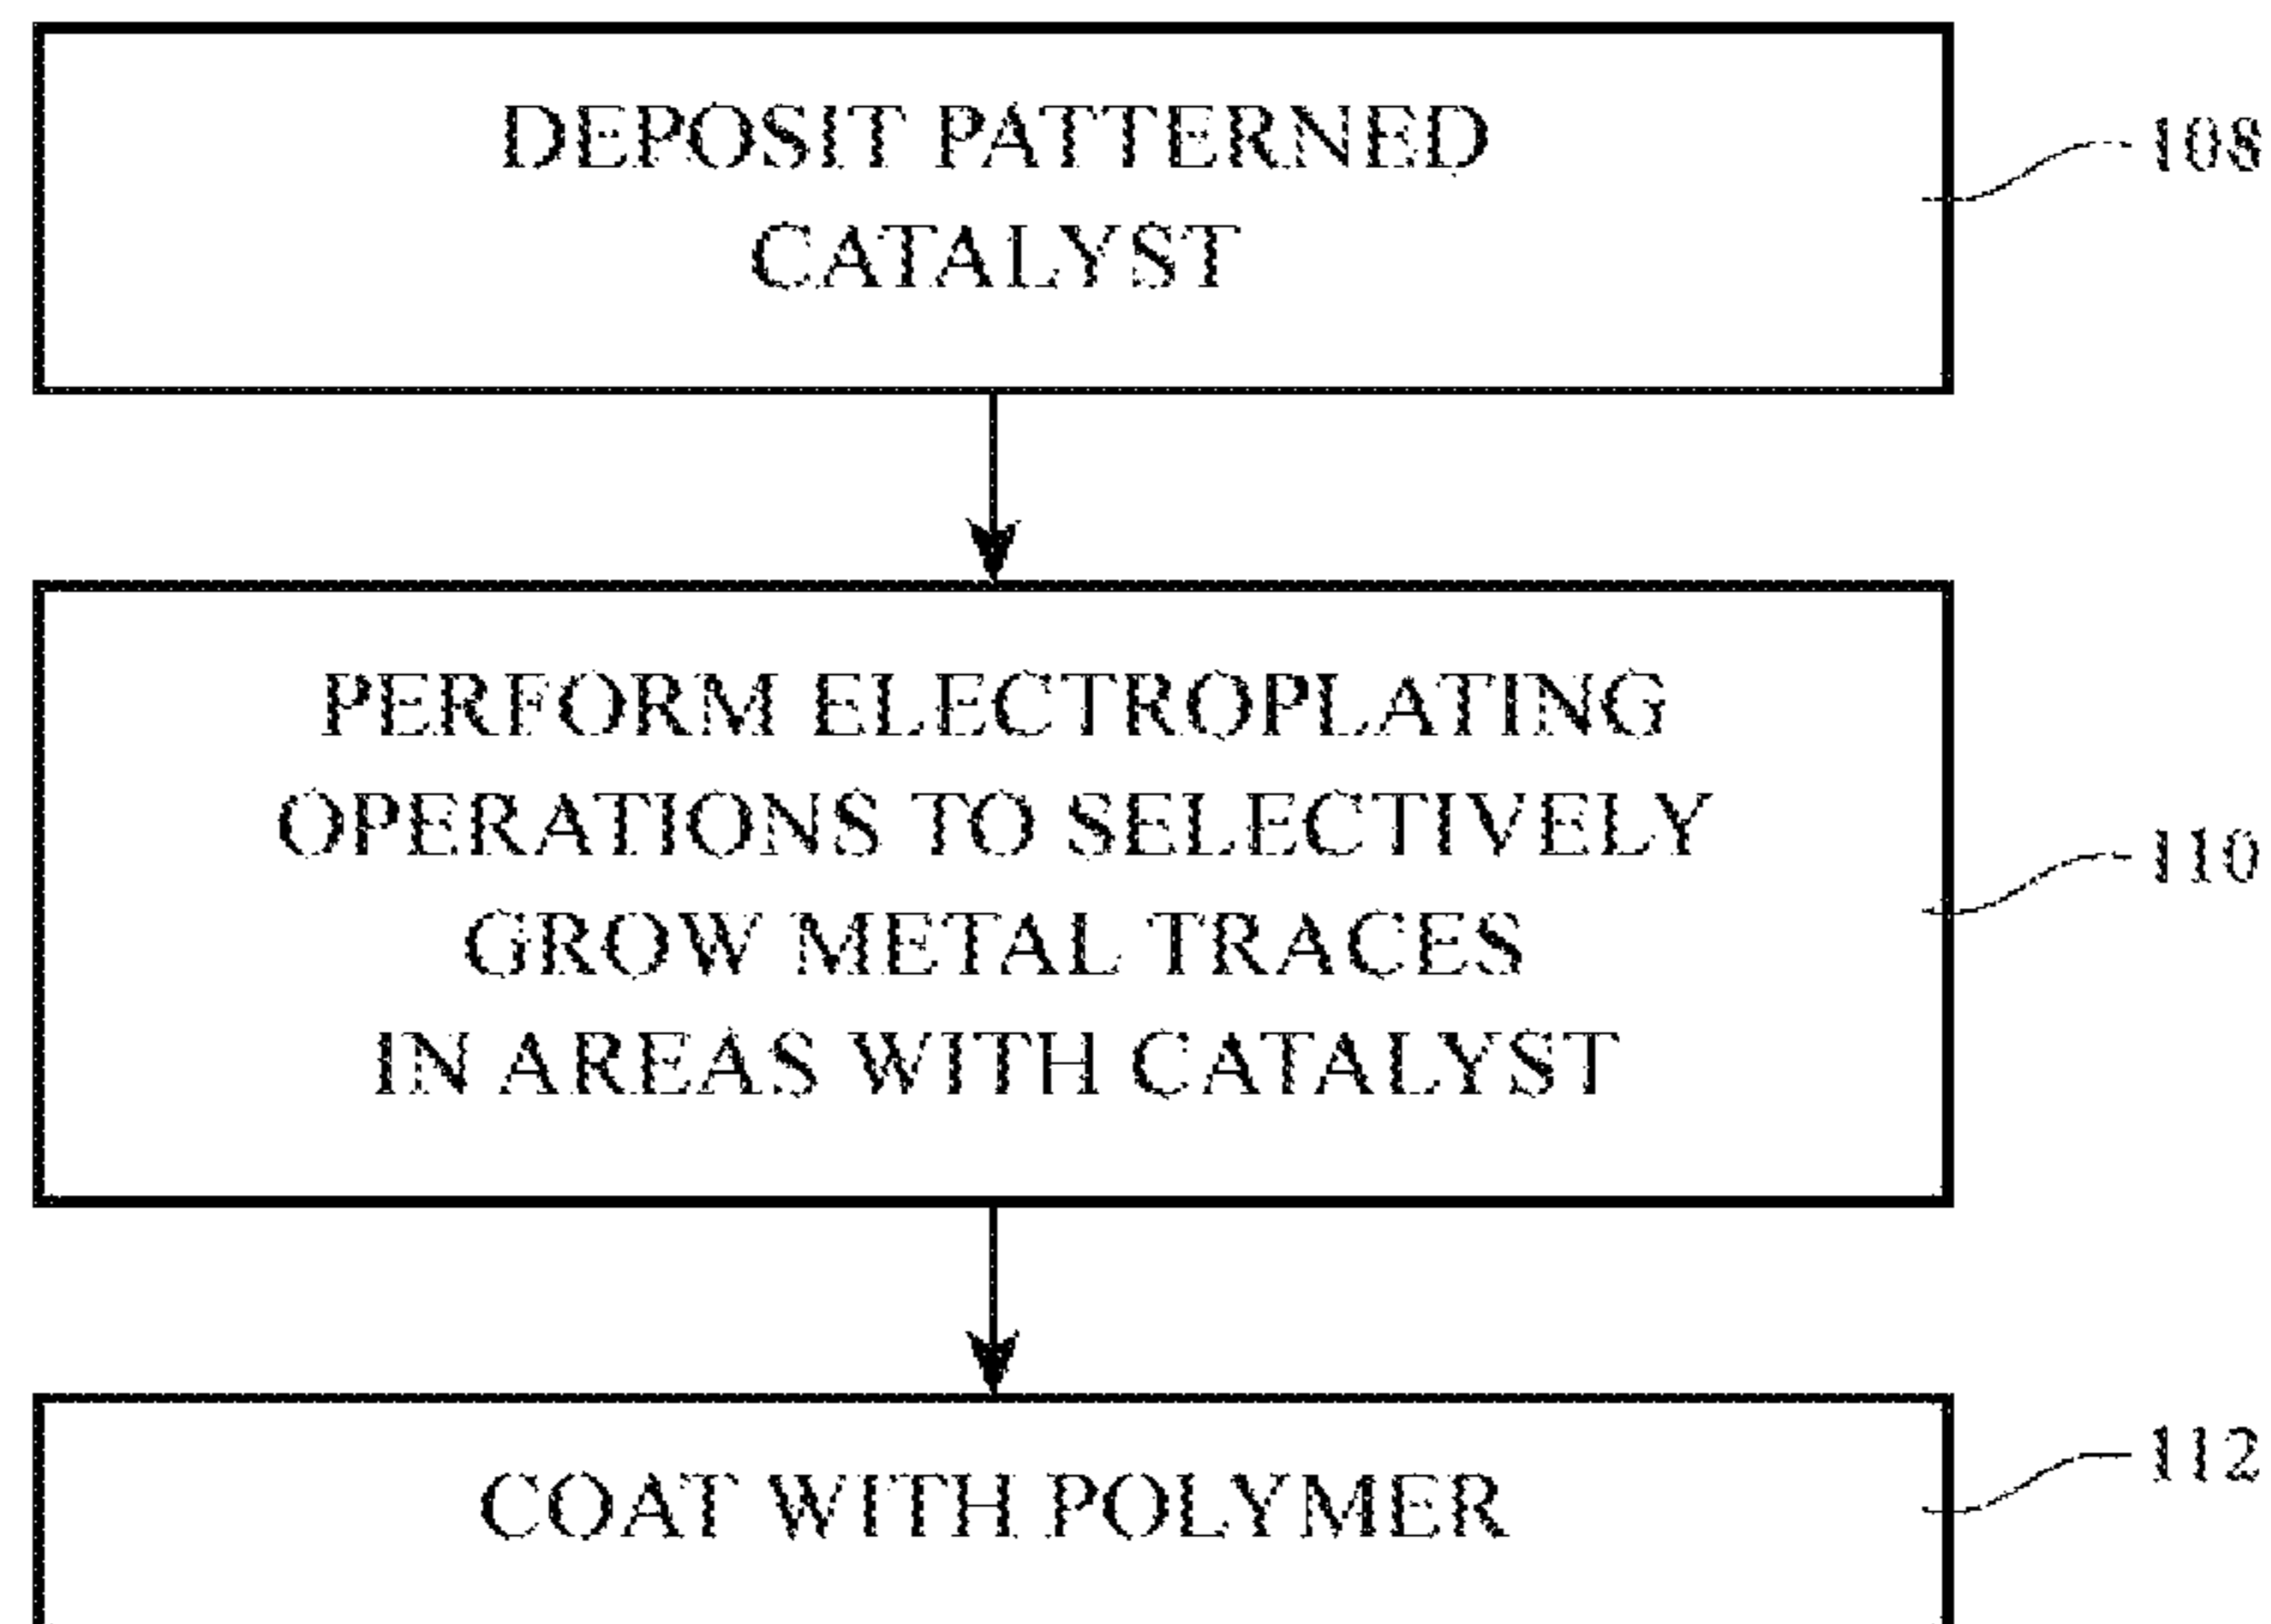 DEPOSIT PATTERNED
CATALYST
108
PERFORM ELECTROPLATING
OPERATIONS TO SELECTIVELY
GROW METAL TRACES
IN AREAS WITH CATALYST
110
COAT WITH POLYMER
112